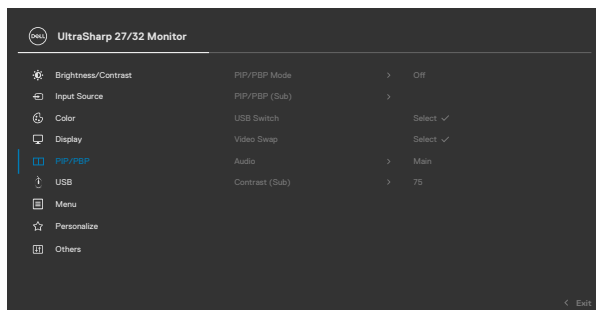 DELL UltraSharp 27/32 Monitor
Brightness/Contrast PIP/PBP Mode > Off
Input Source PIP/PBP (Sub) >
Color USB Switch Select ✓
Display Video Swap Select ✓
PIP/PBP Audio > Main
USB Contrast (Sub) > 75
Menu
Personalize
Others
< Exit